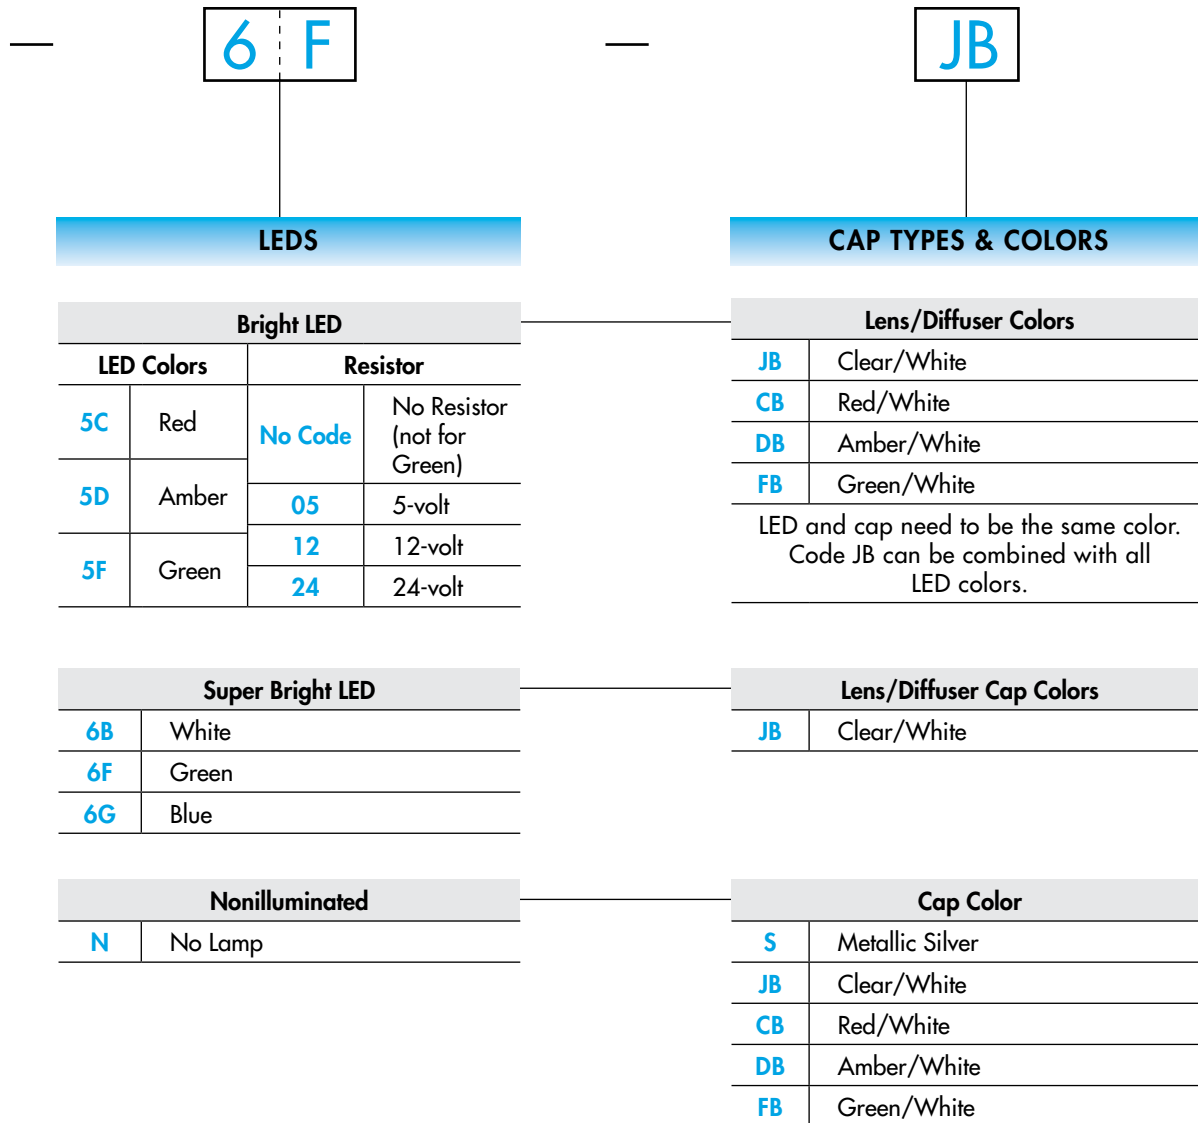 — 6 F — JB
LEDS
Bright LED
LED Colors Resistor
5C Red
5D Amber
5F Green
No Code No Resistor
(not for
Green)
05 5-volt
12 12-volt
24 24-volt
Super Bright LED
6B White
6F Green
6G Blue
Nonilluminated
N No Lamp
CAP TYPES & COLORS
Lens/Diffuser Colors
JB Clear/White
CB Red/White
DB Amber/White
FB Green/White
LED and cap need to be the same color.
Code JB can be combined with all
LED colors.
Lens/Diffuser Cap Colors
JB Clear/White
Cap Color
S Metallic Silver
JB Clear/White
CB Red/White
DB Amber/White
FB Green/White